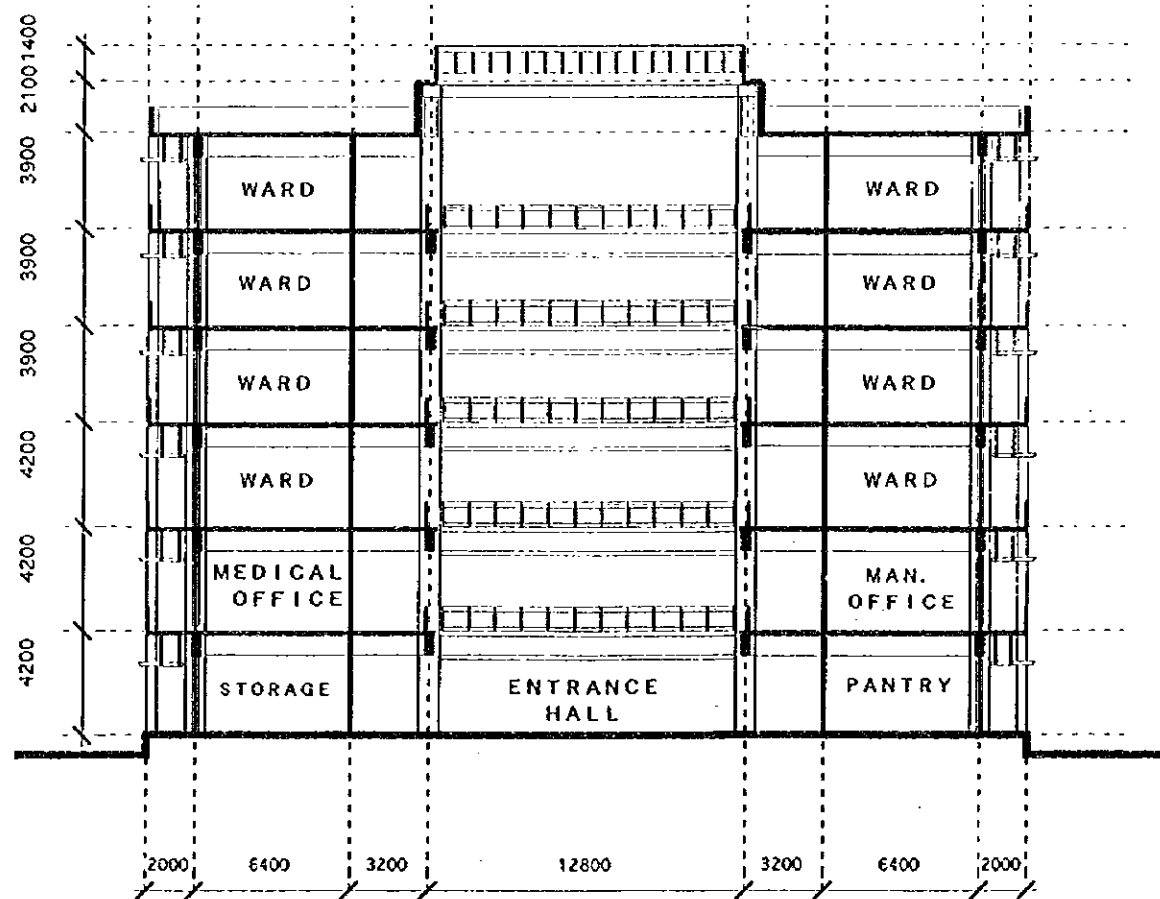 1400
2100
3900
3900
3900
4200
4200
4200
WARD WARD
WARD WARD
WARD WARD
WARD WARD
MEDICAL OFFICE
MAN. OFFICE
STORAGE
ENTRANCE HALL
PANTRY
2000 6400 3200 12800 3200 6400 2000